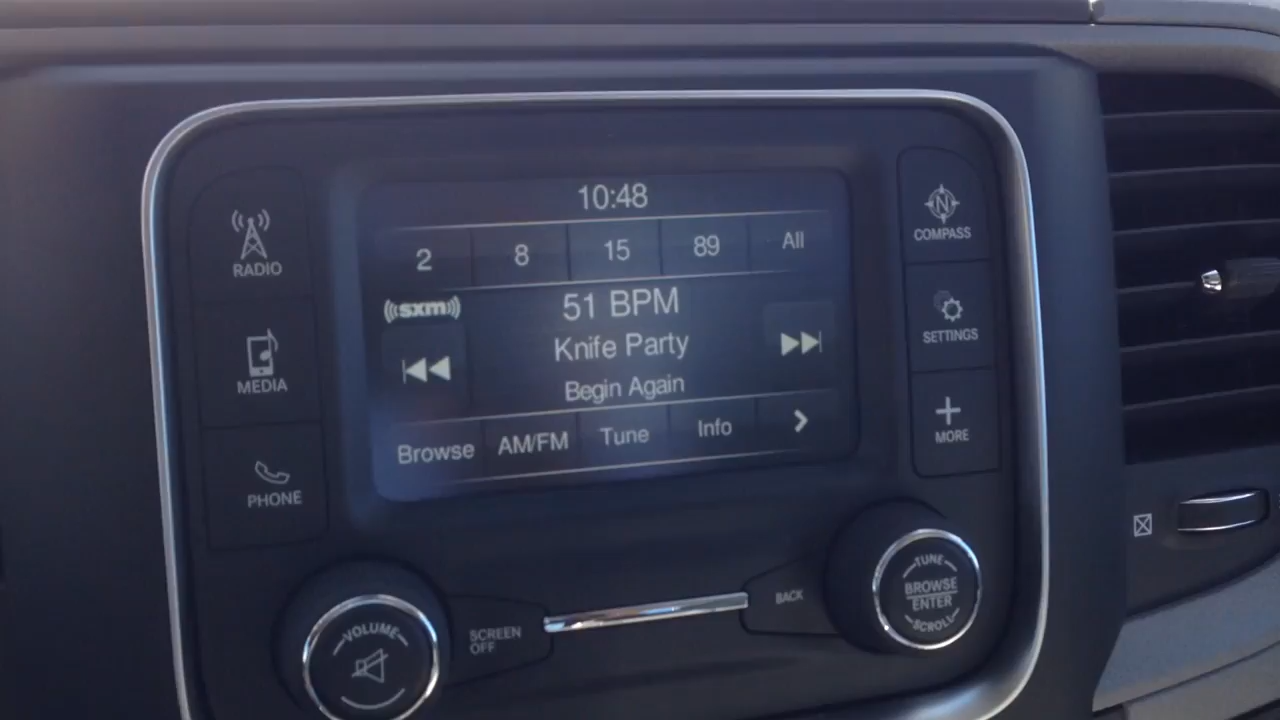 10:48
2 8 15 89 All
sxm
51 BPM
Knife Party
Begin Again
Browse AM/FM Tune Info
RADIO
MEDIA
PHONE
N
COMPASS
SETTINGS
MORE
VOLUME
SCREEN
OFF
BACK
TUNE
BROWSE
ENTER
SCROLL